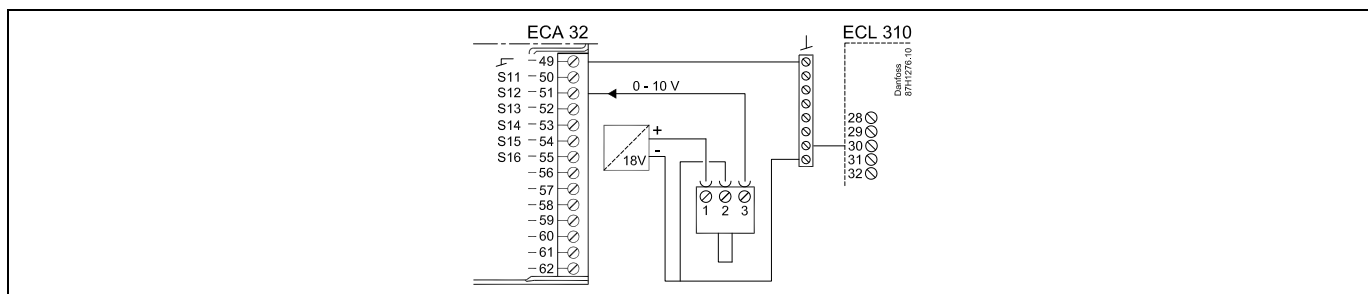 ECA 32
ECL 310
49
S11 - 50
S12 - 51
S13 - 52
S14 - 53
S15 - 54
S16 - 55
56
57
58
59
60
61
62
0 - 10 V
+
-
18V
1 2 3
Danfoss
87H1276.10
28
29
30
31
32